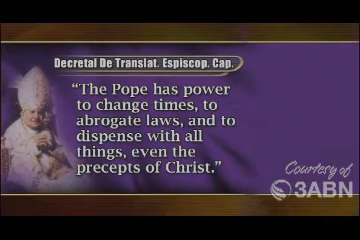 Decretal De Translat. Espiscop. Cap.
“The Pope has power
to change times, to
abrogate laws, and to
dispense with all
things, even the
precepts of Christ.”
Courtesy of
3ABN